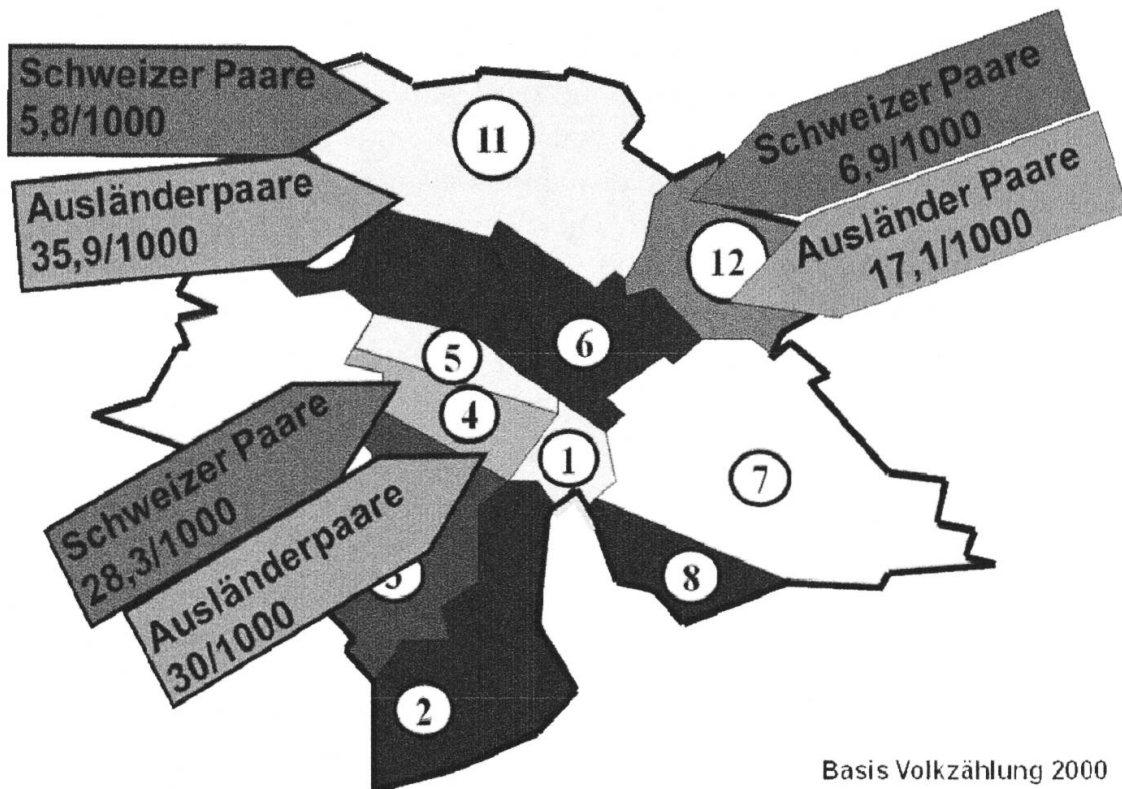 Schweizer Paare
5,8/1000
Ausländerpaare
35,9/1000
11
Schweizer Paare
6,9/1000
Ausländer Paare
17,1/1000
12
6
5
4
1
7
Schweizer Paare
28,3/1000
Ausländerpaare
30/1000
8
2
Basis Volkzählung 2000